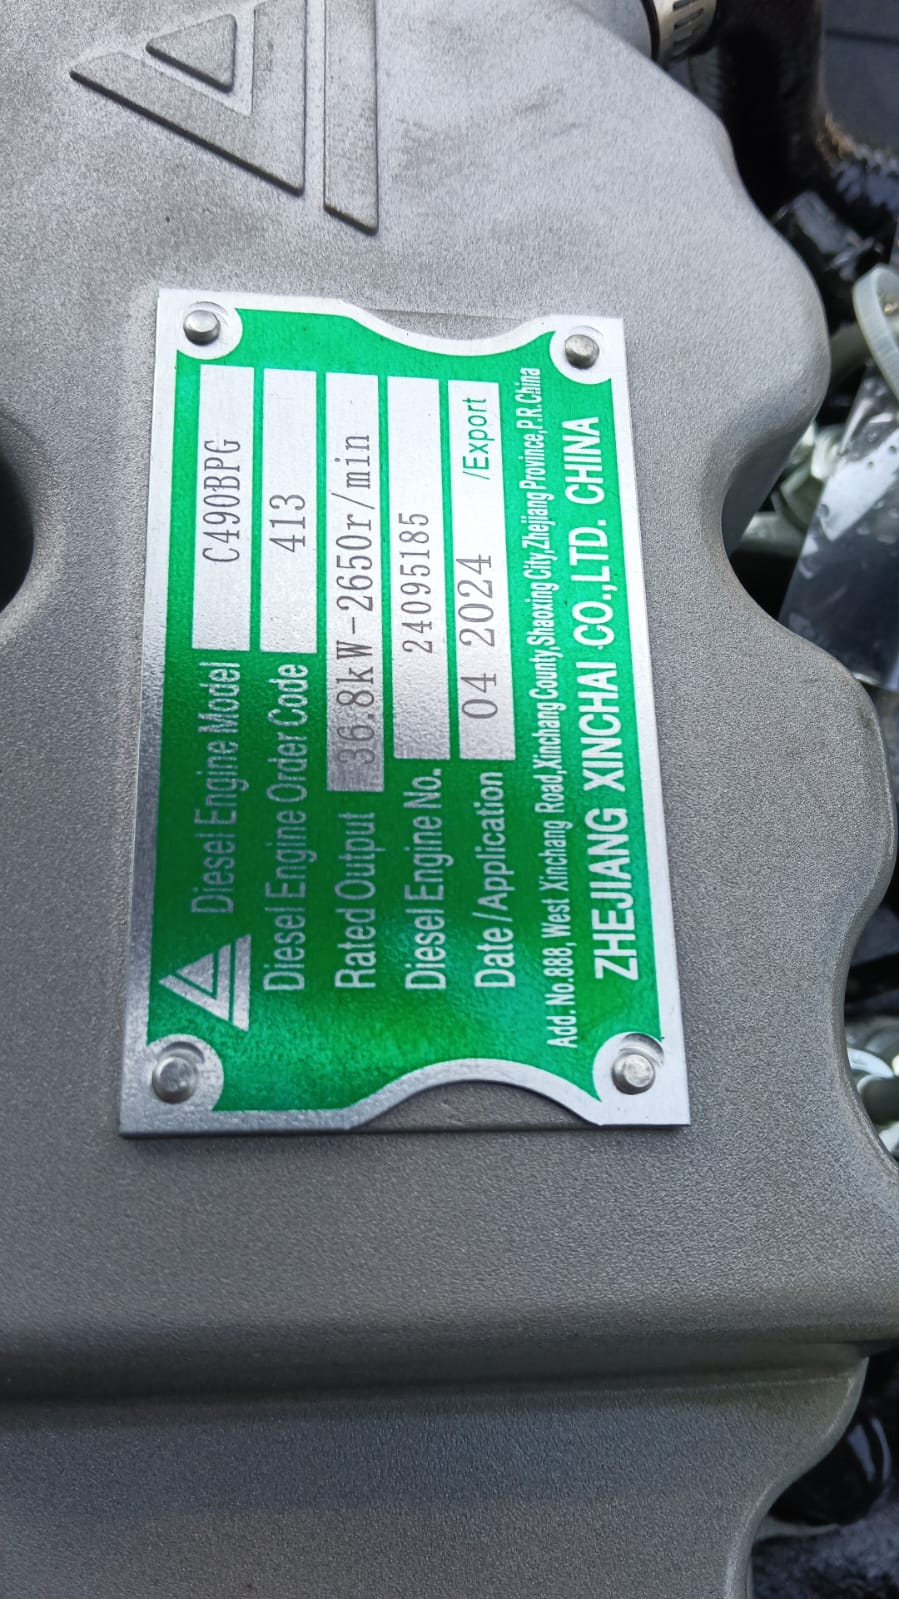 Diesel Engine Model C490BPG
Diesel Engine Order Code 413
Rated Output 36.8kW-2650r/min
Diesel Engine No. 24095185
Date/Application 04 2024 /Export
Add. No.888, West Xinchang Road,Xinchang County,Shaoxing City,Zhejiang Province,P.R.China
ZHEJIANG XINCHAI CO.,LTD. CHINA